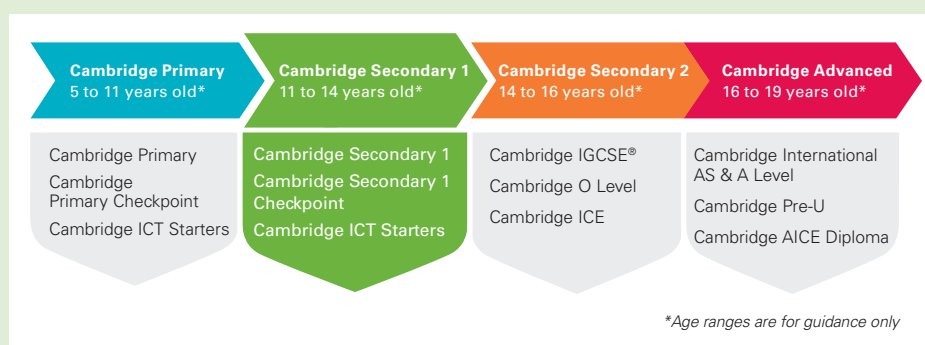 Cambridge Primary
5 to 11 years old*
Cambridge Secondary 1
11 to 14 years old*
Cambridge Secondary 2
14 to 16 years old*
Cambridge Advanced
16 to 19 years old*
Cambridge Primary
Cambridge
Primary Checkpoint
Cambridge ICT Starters
Cambridge Secondary 1
Cambridge Secondary 1
Checkpoint
Cambridge ICT Starters
Cambridge IGCSE®
Cambridge O Level
Cambridge ICE
Cambridge International
AS & A Level
Cambridge Pre-U
Cambridge AICE Diploma
*Age ranges are for guidance only